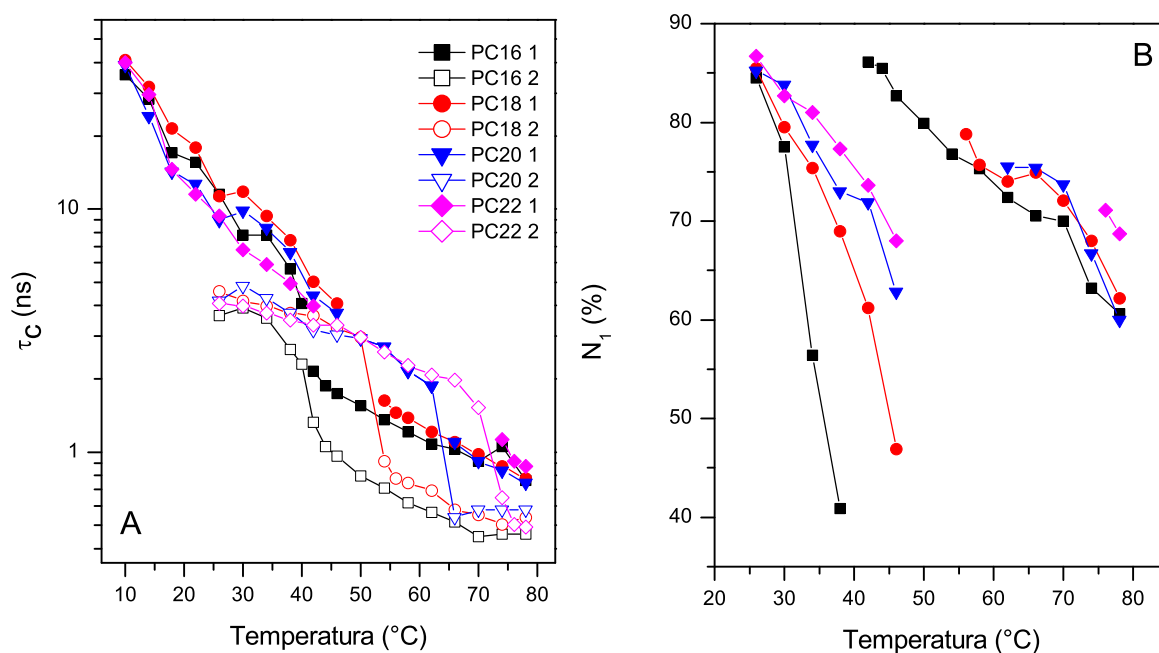 PC16 1
PC16 2
PC18 1
PC18 2
PC20 1
PC20 2
PC22 1
PC22 2
10
1
τC (ns)
A
10 20 30 40 50 60 70 80
Temperatura (°C)
B
90
80
70
60
50
40
N1 (%)
20 30 40 50 60 70 80
Temperatura (°C)